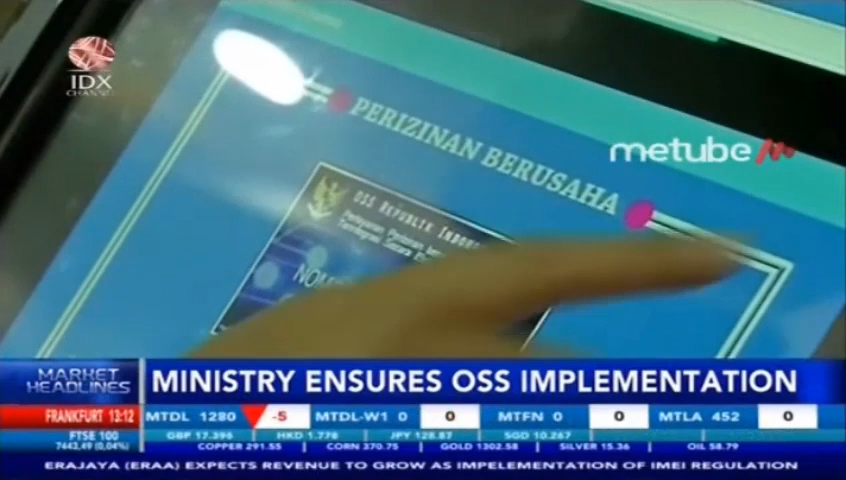 IDX
CHANNEL
metube
PERIZINAN BERUSAHA
OSS REPUBLIK INDON
MARKET HEADLINES
MINISTRY ENSURES OSS IMPLEMENTATION
FRANKFURT 13:12 MTDL 1280 -5 MTDL-W1 0 0 MTFN 0 0 MTLA 452 0
FTSE 100 GBP 17.396 HKD 1.776 JPY 128.87 SGD 10.267
7443,49 (0,04%) COPPER 291.55 CORN 370.75 GOLD 1302.58 SILVER 15.36 OIL 58.79
ERAJAYA (ERAA) EXPECTS REVENUE TO GROW AS IMPELEMENTATION OF IMEI REGULATION